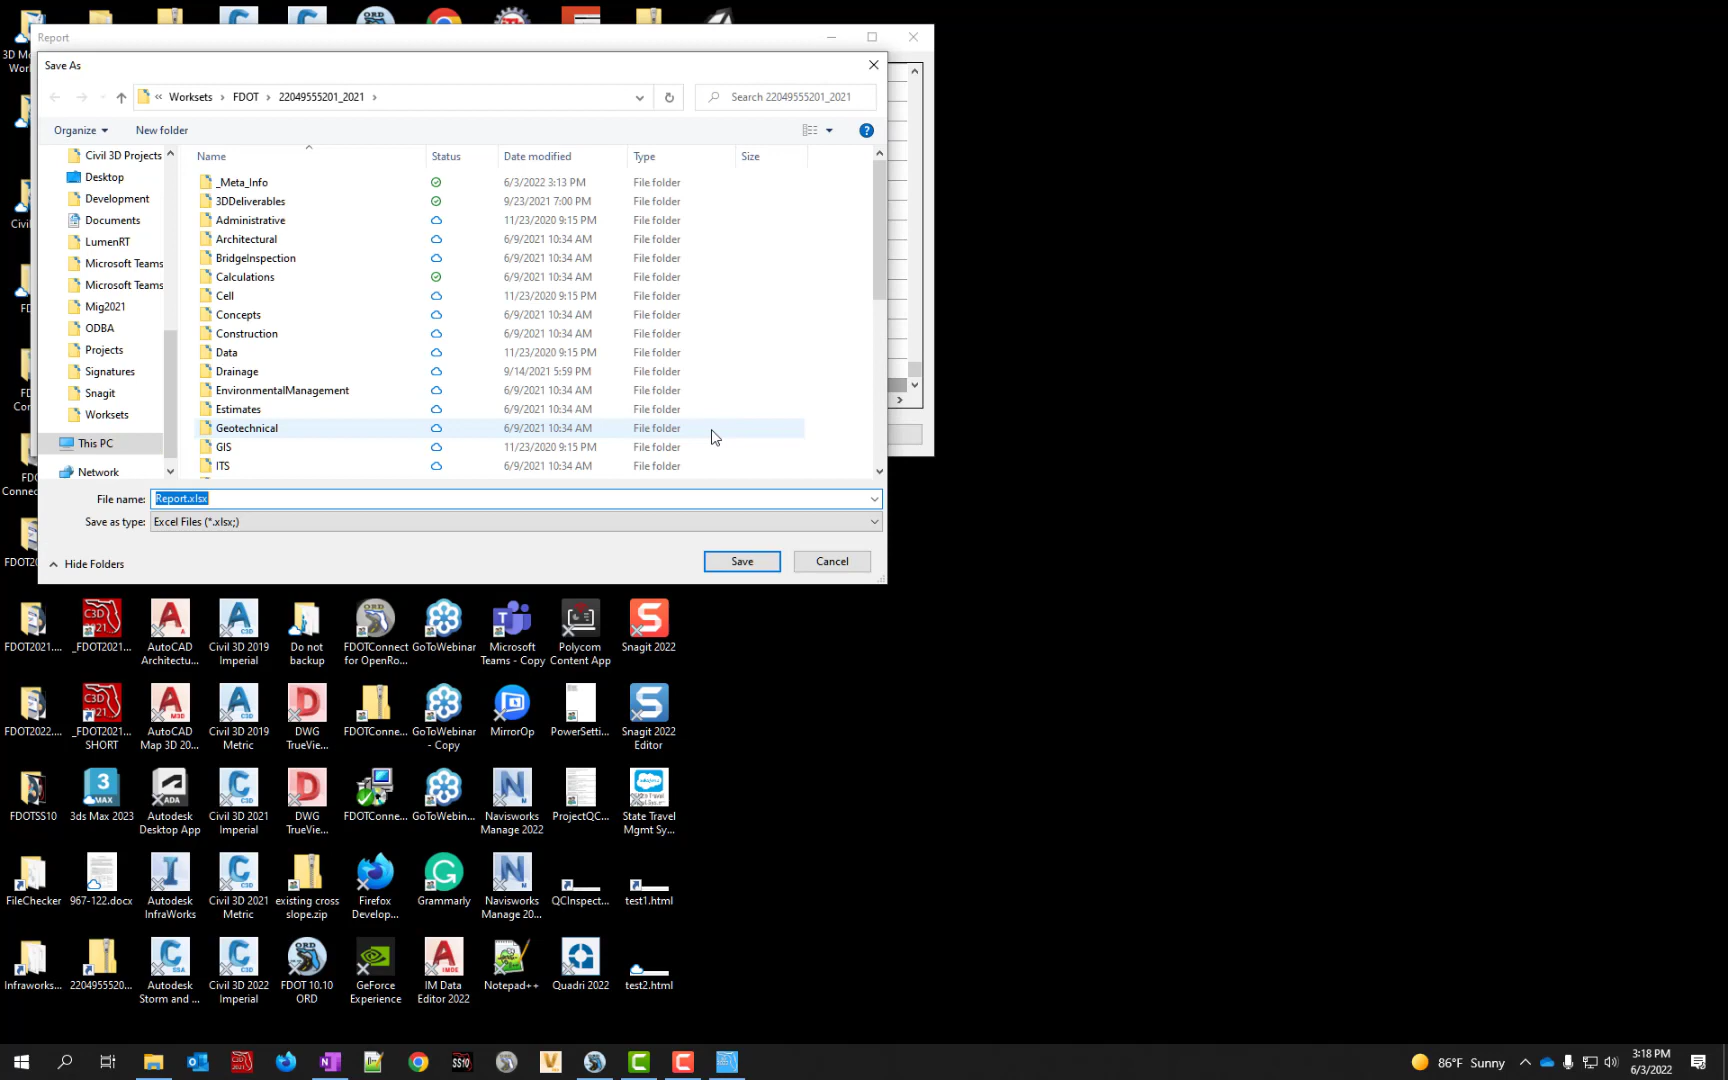 Report
Save As
« Worksets > FDOT > 22049555201_2021 >
Search 22049555201_2021
Organize
New folder
Name Status Date modified Type Size
Civil 3D Projects
Desktop
Development
Documents
LumenRT
Microsoft Teams
Microsoft Teams
Mig2021
ODBA
Projects
Signatures
Snagit
Worksets
This PC
Network
_Meta_Info 6/3/2022 3:13 PM File folder
3DDeliverables 9/23/2021 7:00 PM File folder
Administrative 11/23/2020 9:15 PM File folder
Architectural 6/9/2021 10:34 AM File folder
BridgeInspection 6/9/2021 10:34 AM File folder
Calculations 6/9/2021 10:34 AM File folder
Cell 11/23/2020 9:15 PM File folder
Concepts 6/9/2021 10:34 AM File folder
Construction 6/9/2021 10:34 AM File folder
Data 11/23/2020 9:15 PM File folder
Drainage 9/14/2021 5:59 PM File folder
EnvironmentalManagement 6/9/2021 10:34 AM File folder
Estimates 6/9/2021 10:34 AM File folder
Geotechnical 6/9/2021 10:34 AM File folder
GIS 11/23/2020 9:15 PM File folder
ITS 6/9/2021 10:34 AM File folder
File name: Report.xlsx
Save as type: Excel Files (*.xlsx;)
Hide Folders
Save
Cancel
FDOT2021....
_FDOT2021...
AutoCAD Architectu...
Civil 3D 2019 Imperial
Do not backup
FDOTConnect for OpenRo...
GoToWebinar
Microsoft Teams - Copy
Polycom Content App
Snagit 2022
FDOT2022....
_FDOT2021... SHORT
AutoCAD Map 3D 20...
Civil 3D 2019 Metric
DWG TrueVie...
FDOTConne...
GoToWebinar - Copy
MirrorOp
PowerSetti...
Snagit 2022 Editor
FDOTSS10
3ds Max 2023
Autodesk Desktop App
Civil 3D 2021 Imperial
DWG TrueVie...
FDOTConne...
GoToWebin...
Navisworks Manage 2022
ProjectQC...
State Travel Mgmt Sy...
FileChecker
967-122.docx
Autodesk InfraWorks
Civil 3D 2021 Metric
existing cross slope.zip
Firefox Develop...
Grammarly
Navisworks Manage 20...
QCInspect...
test1.html
Infraworks...
2204955520...
Autodesk Storm and ...
Civil 3D 2022 Imperial
FDOT 10.10 ORD
GeForce Experience
IM Data Editor 2022
Notepad++
Quadri 2022
test2.html
86°F Sunny
3:18 PM
6/3/2022